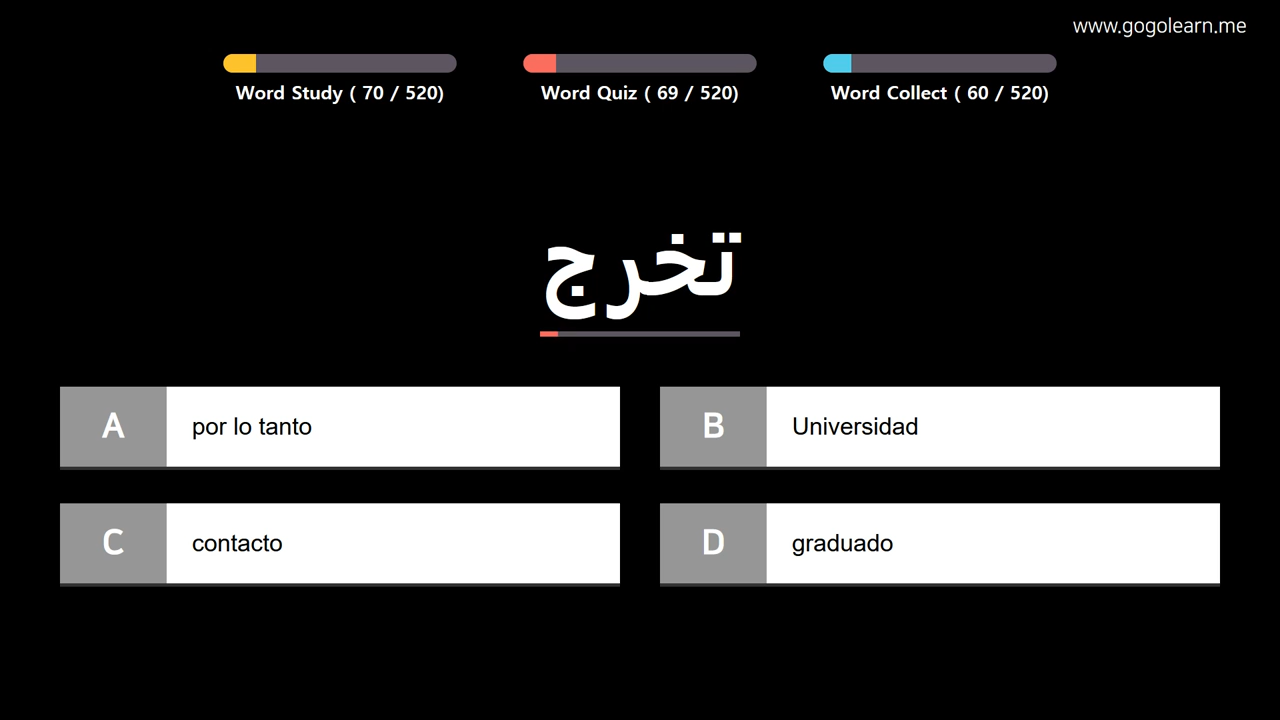 www.gogolearn.me
Word Study ( 70 / 520)
Word Quiz ( 69 / 520)
Word Collect ( 60 / 520)
تخرج
A
por lo tanto
B
Universidad
C
contacto
D
graduado